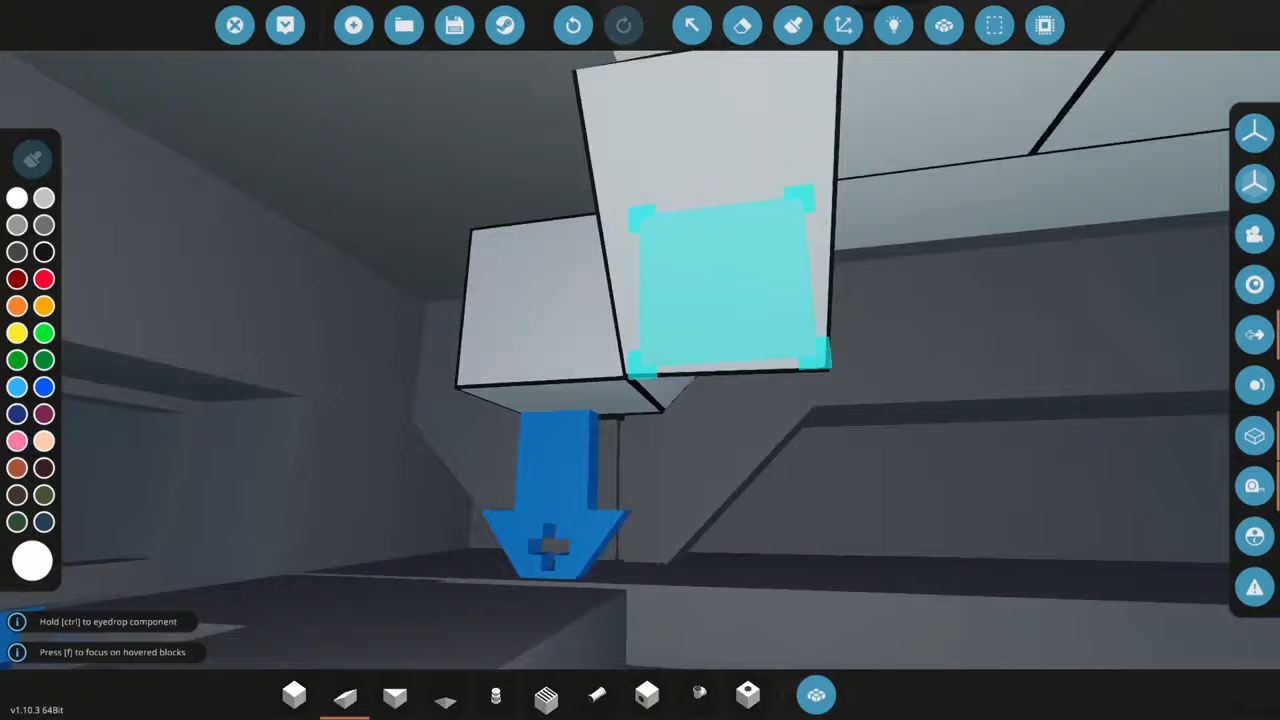 Hold [ctrl] to eyedrop component
Press [f] to focus on hovered blocks
v1.10.3 64Bit